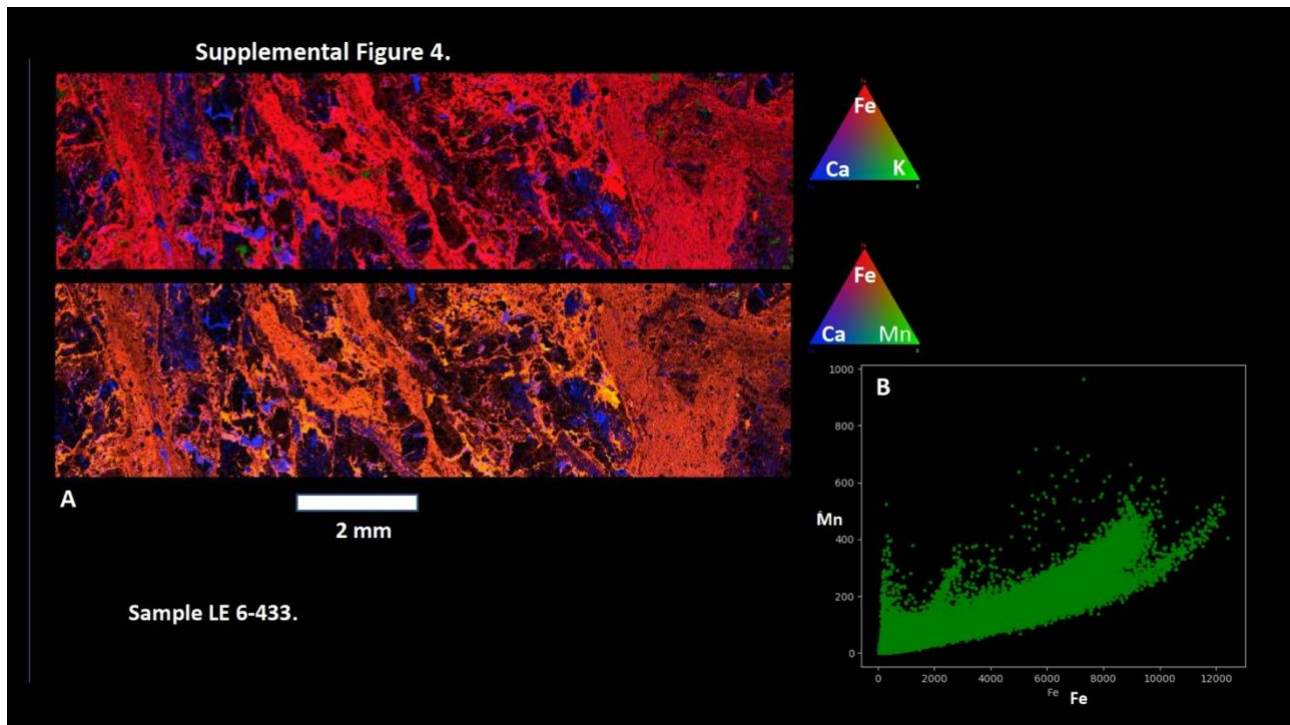 Supplemental Figure 4.
Fe
Ca K
Fe
Ca Mn
A
2 mm
Sample LE 6-433.
B
1000
800
600
Mn
400
200
0
0 2000 4000 6000 8000 10000 12000
Fe Fe